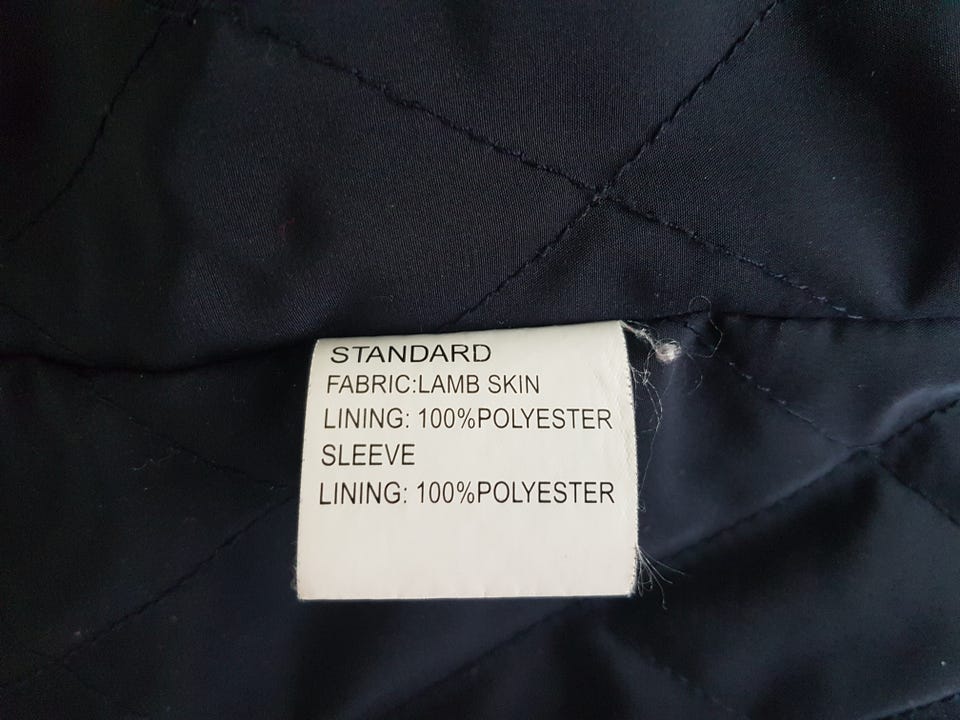 STANDARD
FABRIC:LAMB SKIN
LINING: 100%POLYESTER
SLEEVE
LINING: 100%POLYESTER